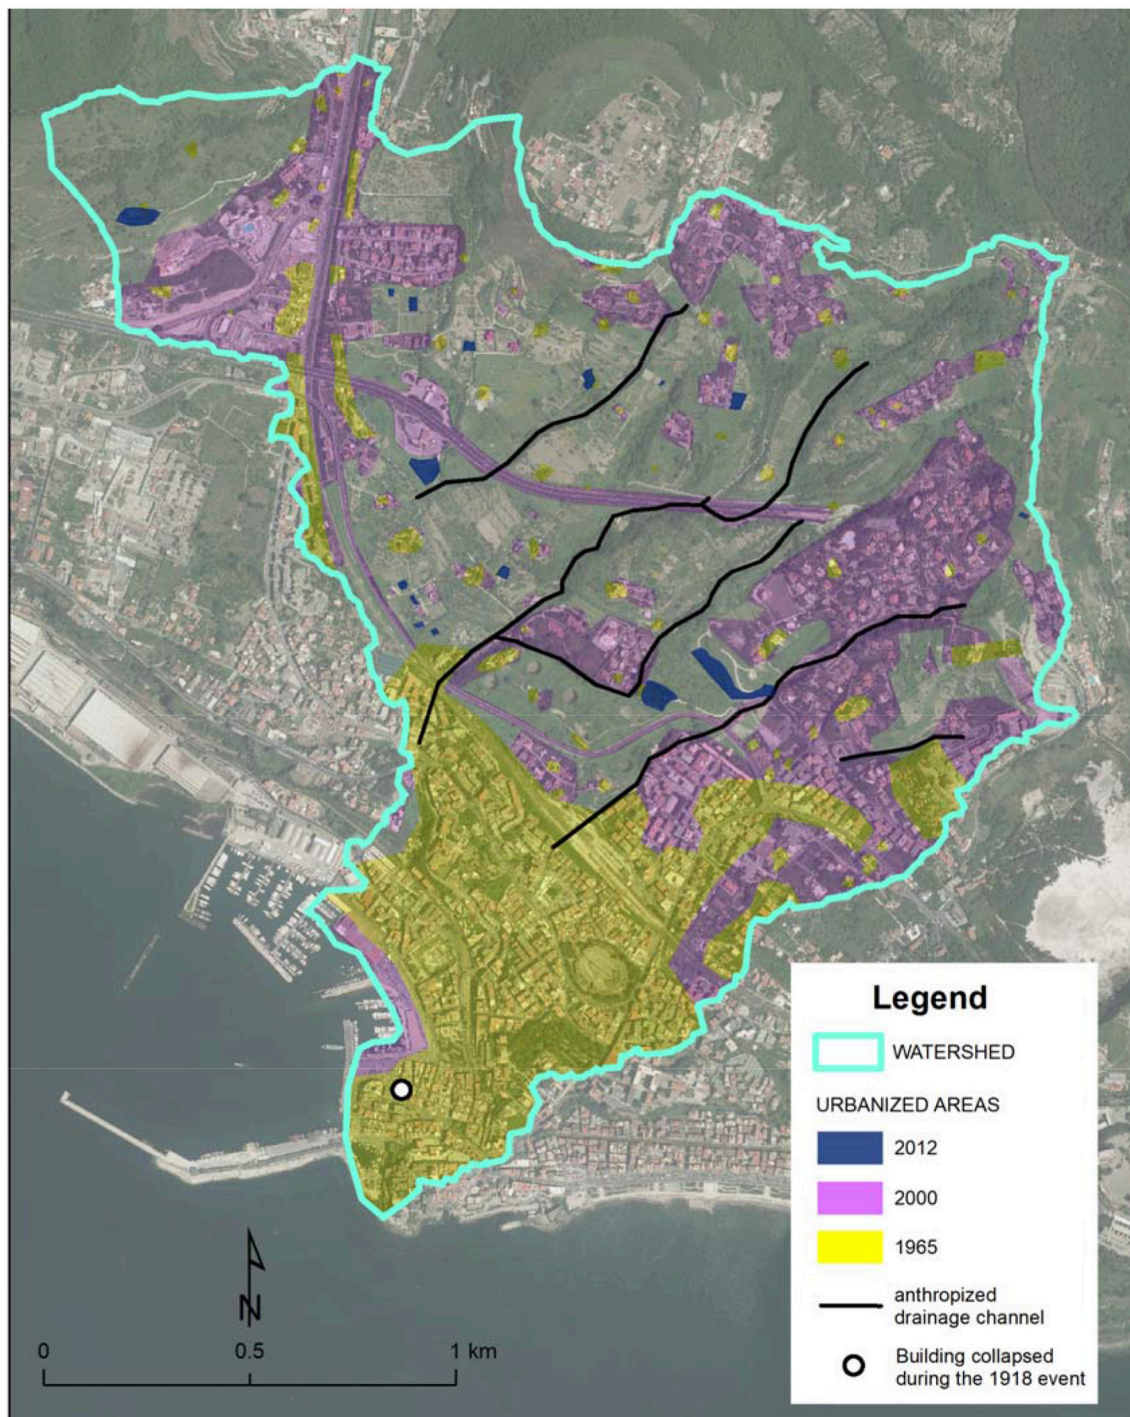 Legend
WATERSHED
URBANIZED AREAS
2012
2000
1965
anthropized
drainage channel
Building collapsed
during the 1918 event
N
0 0.5 1 km